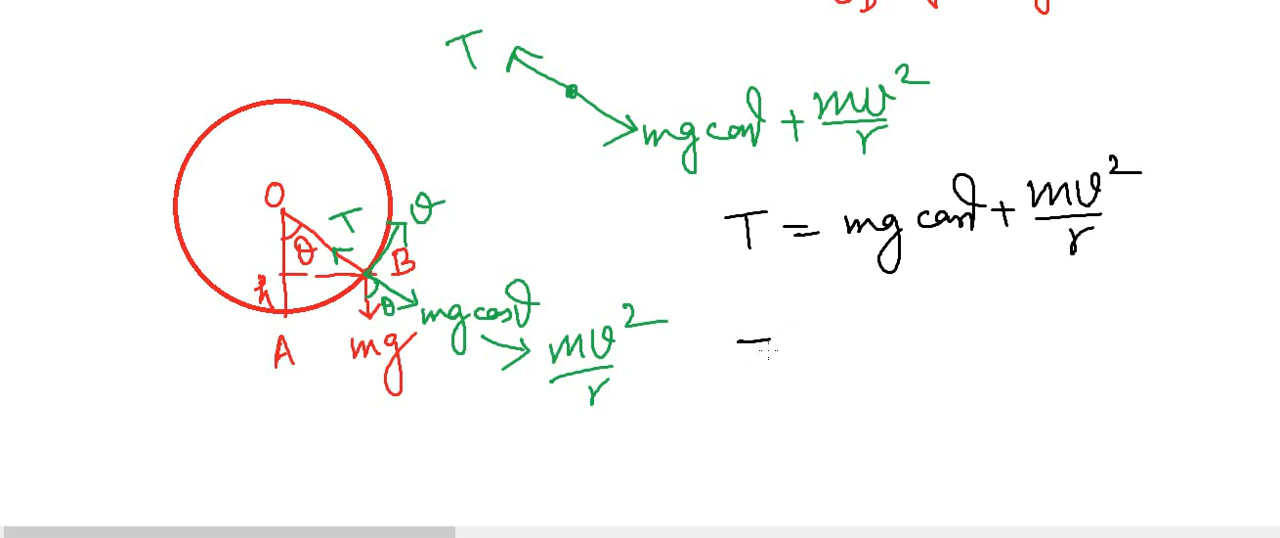 T
mg cosθ + mv²/r
O
T
θ
θ
B
T = mg cosθ + mv²/r
h
θ
mg cosθ
A
mg
mv²/r